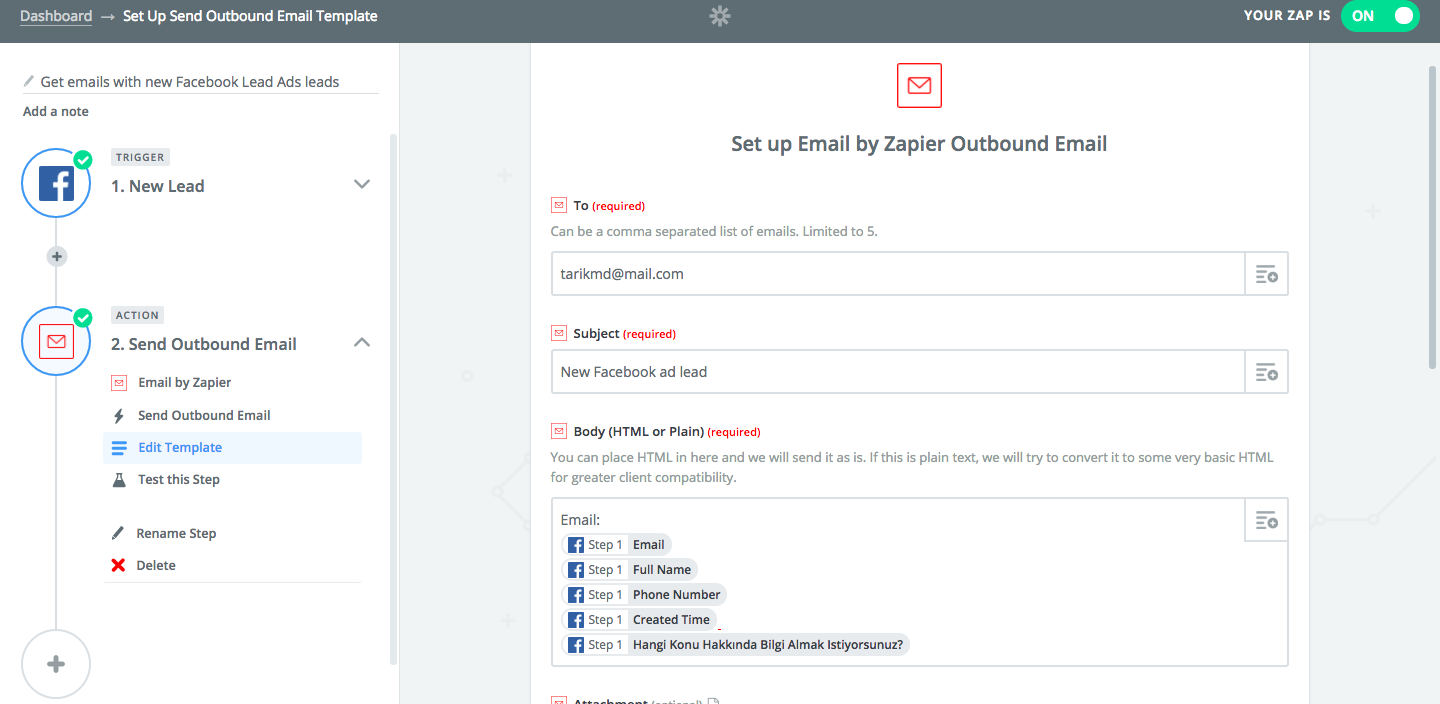 Dashboard → Set Up Send Outbound Email Template
YOUR ZAP IS ON
Get emails with new Facebook Lead Ads leads
Add a note
TRIGGER
1. New Lead
ACTION
2. Send Outbound Email
Email by Zapier
Send Outbound Email
Edit Template
Test this Step
Rename Step
Delete
Set up Email by Zapier Outbound Email
To (required)
Can be a comma separated list of emails. Limited to 5.
tarikmd@mail.com
Subject (required)
New Facebook ad lead
Body (HTML or Plain) (required)
You can place HTML in here and we will send it as is. If this is plain text, we will try to convert it to some very basic HTML
for greater client compatibility.
Email:
Step 1 Email
Step 1 Full Name
Step 1 Phone Number
Step 1 Created Time
Step 1 Hangi Konu Hakkında Bilgi Almak Istiyorsunuz?
Attachment (optional)